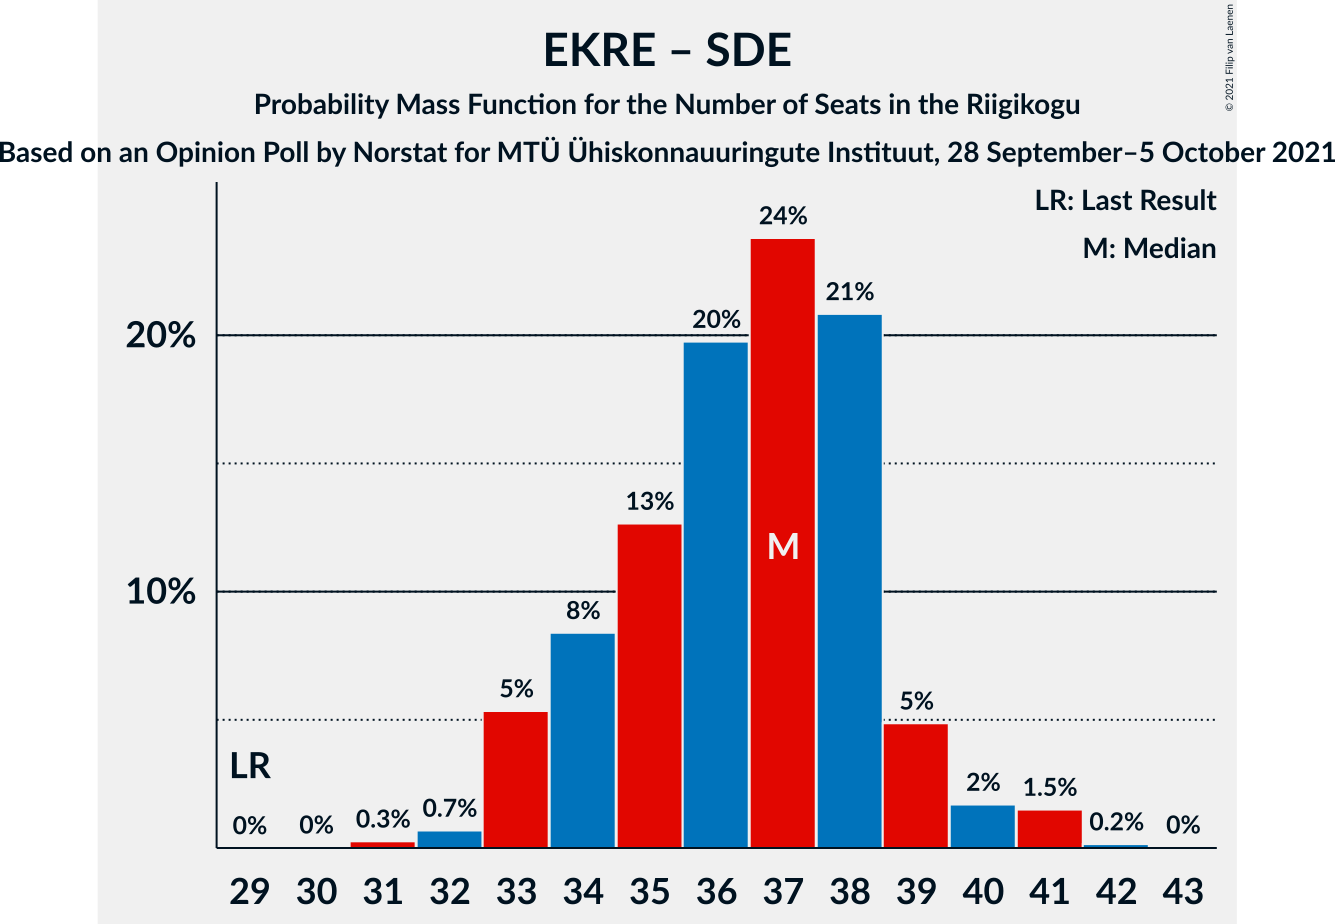 EKRE – SDE
Probability Mass Function for the Number of Seats in the Riigikogu
Based on an Opinion Poll by Norstat for MTÜ Ühiskonnauuringute Instituut, 28 September–5 October 2021
© 2021 Filip van Laenen
LR: Last Result
M: Median
24%
21%
20%
20%
13%
M
10%
8%
5%
5%
LR
2%
1.5%
0.7%
0.3%
0.2%
0%
0%
0%
29 30 31 32 33 34 35 36 37 38 39 40 41 42 43